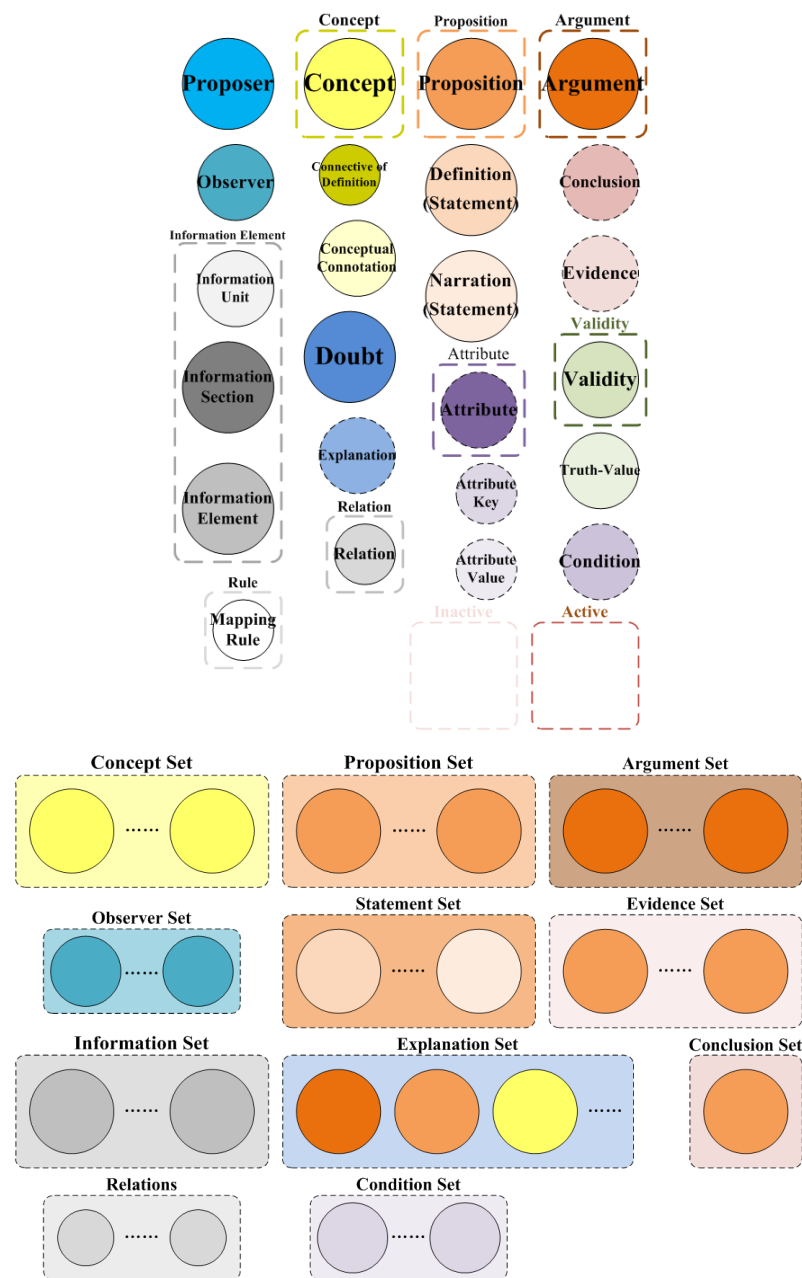 Concept
Proposition
Argument
Proposer
Concept
Proposition
Argument
Observer
Connective of
Definition
Definition
(Statement)
Conclusion
Information Element
Information
Unit
Conceptual
Connotation
Narration
(Statement)
Evidence
Validity
Doubt
Attribute
Information
Section
Attribute
Validity
Explanation
Truth-Value
Information
Element
Attribute
Key
Relation
Relation
Attribute
Value
Condition
Rule
Mapping
Rule
Inactive
Active
Concept Set
Proposition Set
Argument Set
......
......
......
Observer Set
Statement Set
Evidence Set
......
......
......
Information Set
Explanation Set
Conclusion Set
......
......
Relations
Condition Set
......
......